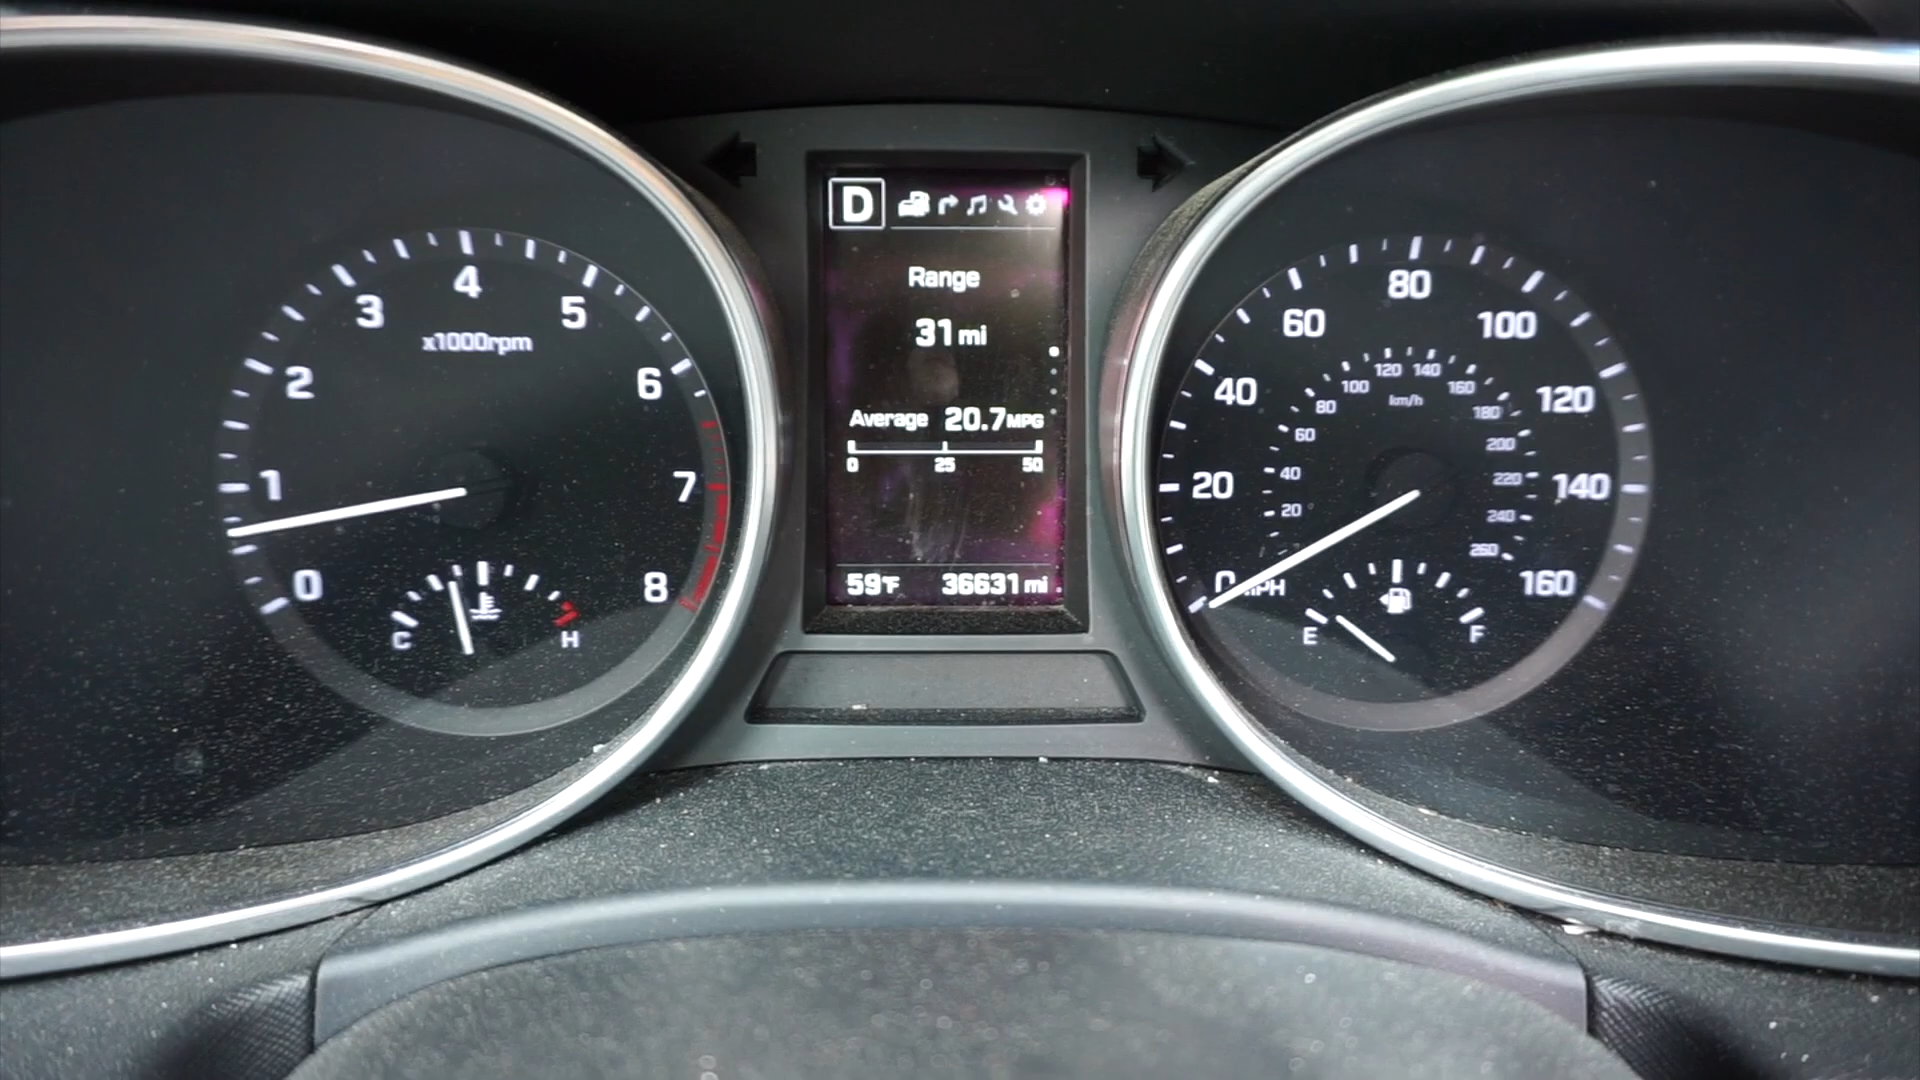 0
1
2
3
4
5
6
7
8
x1000rpm
C
H
D
Range
31 mi
Average 20.7 MPG
0 25 50
59°F 36631 mi
20
40
60
80
100
120
140
160
20
40
60
80
100
120
140
160
180
200
220
240
260
km/h
E
F